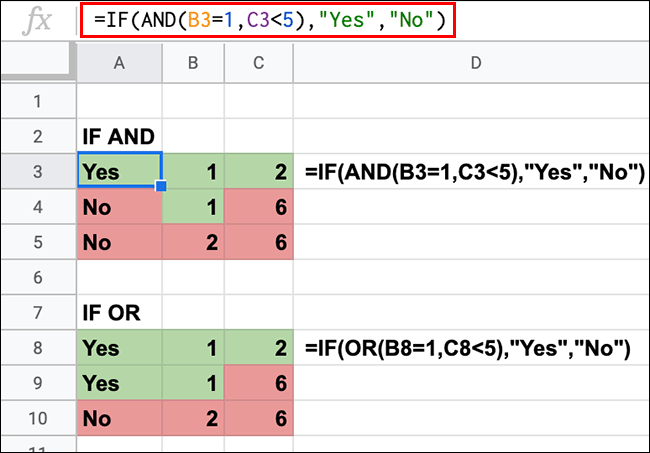 fx =IF(AND(B3=1,C3<5),"Yes","No")
A B C D
1
2 IF AND
3 Yes 1 2 =IF(AND(B3=1,C3<5),"Yes","No")
4 No 1 6
5 No 2 6
6
7 IF OR
8 Yes 1 2 =IF(OR(B8=1,C8<5),"Yes","No")
9 Yes 1 6
10 No 2 6
11